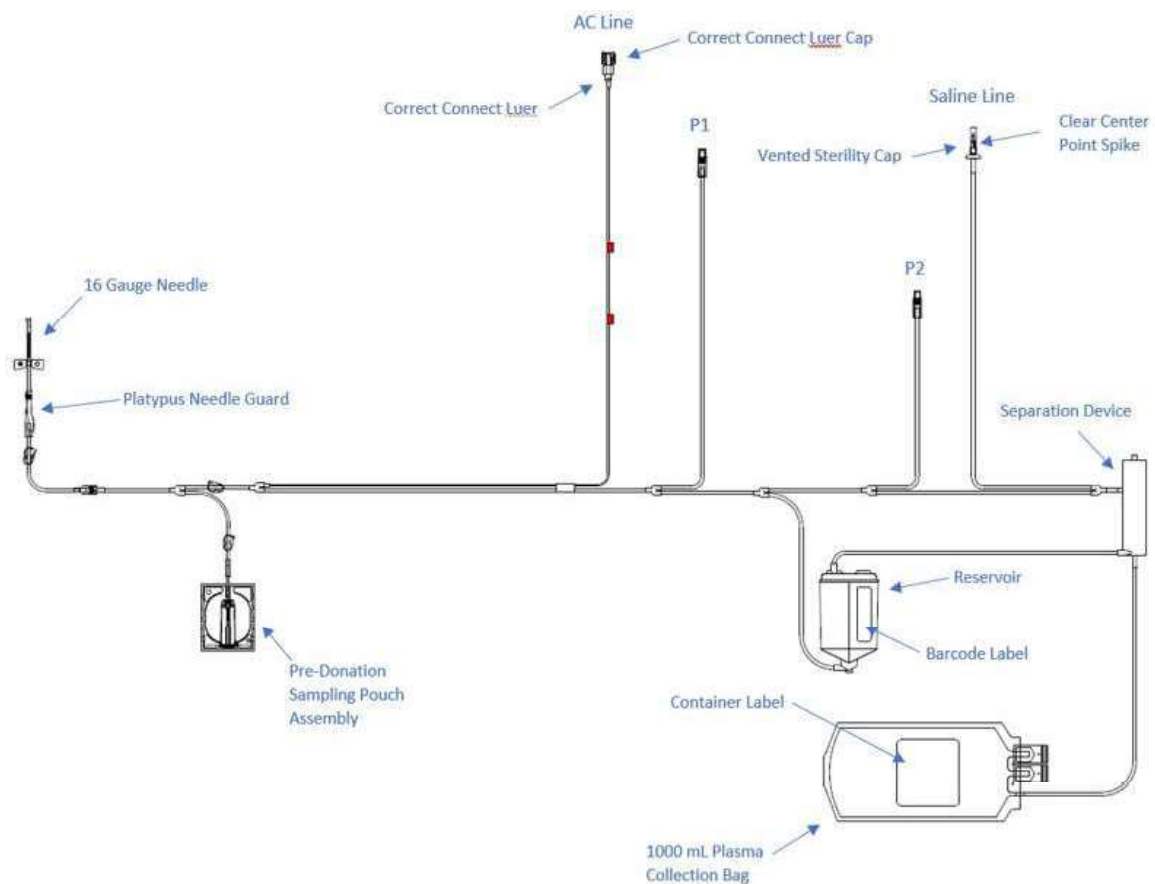 AC Line
Correct Connect Luer Cap
Correct Connect Luer
P1
Saline Line
Clear Center
Point Spike
Vented Sterility Cap
P2
16 Gauge Needle
Platypus Needle Guard
Separation Device
Reservoir
Barcode Label
Pre-Donation
Sampling Pouch
Assembly
Container Label
1000 mL Plasma
Collection Bag